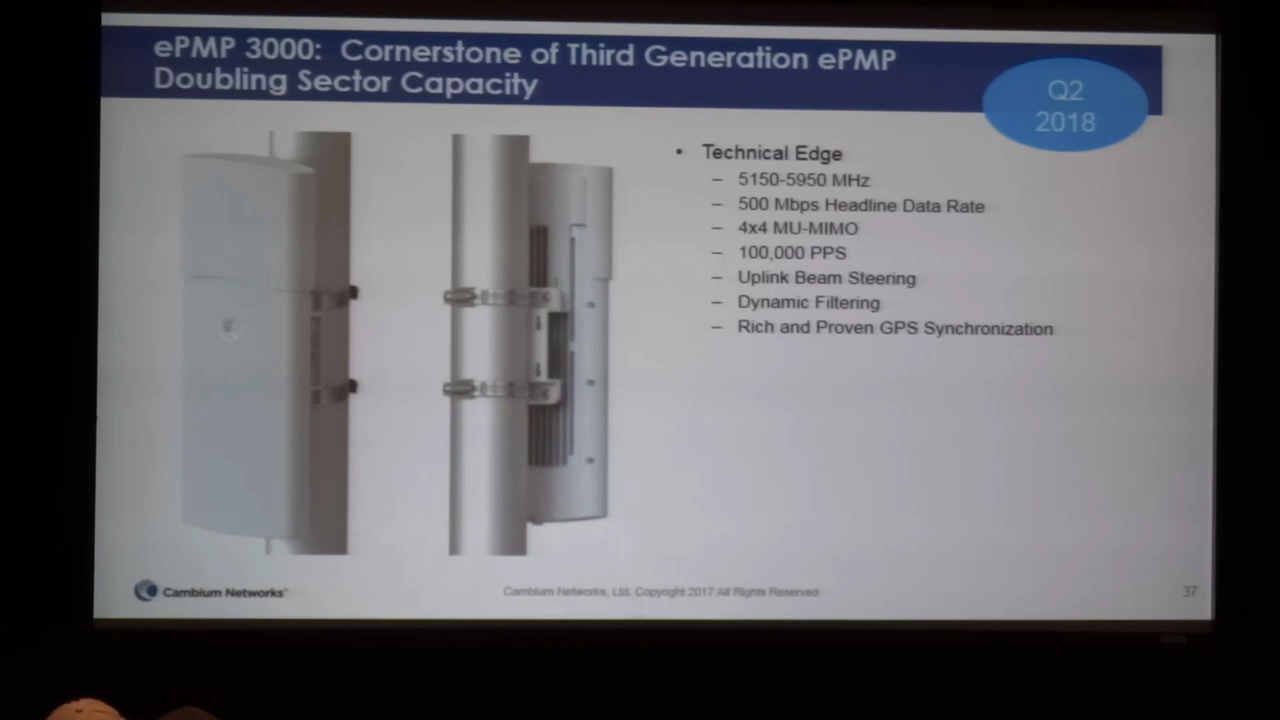 ePMP 3000: Cornerstone of Third Generation ePMP
Doubling Sector Capacity
Q2
2018
• Technical Edge
– 5150-5950 MHz
– 500 Mbps Headline Data Rate
– 4x4 MU-MIMO
– 100,000 PPS
– Uplink Beam Steering
– Dynamic Filtering
– Rich and Proven GPS Synchronization
Cambium Networks™
Cambium Networks, Ltd. Copyright 2017 All Rights Reserved
37